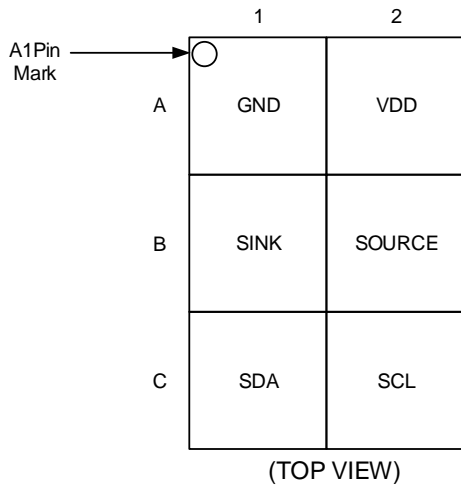 1 2
A1Pin
Mark
A GND VDD
B SINK SOURCE
C SDA SCL
(TOP VIEW)